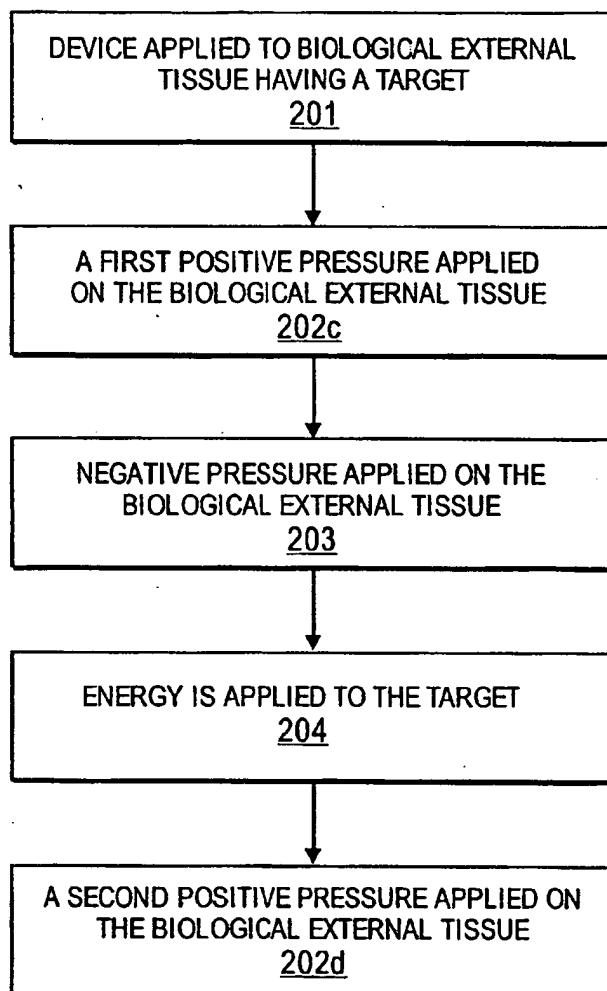 DEVICE APPLIED TO BIOLOGICAL EXTERNAL
TISSUE HAVING A TARGET
201
A FIRST POSITIVE PRESSURE APPLIED
ON THE BIOLOGICAL EXTERNAL TISSUE
202c
NEGATIVE PRESSURE APPLIED ON THE
BIOLOGICAL EXTERNAL TISSUE
203
ENERGY IS APPLIED TO THE TARGET
204
A SECOND POSITIVE PRESSURE APPLIED ON
THE BIOLOGICAL EXTERNAL TISSUE
202d